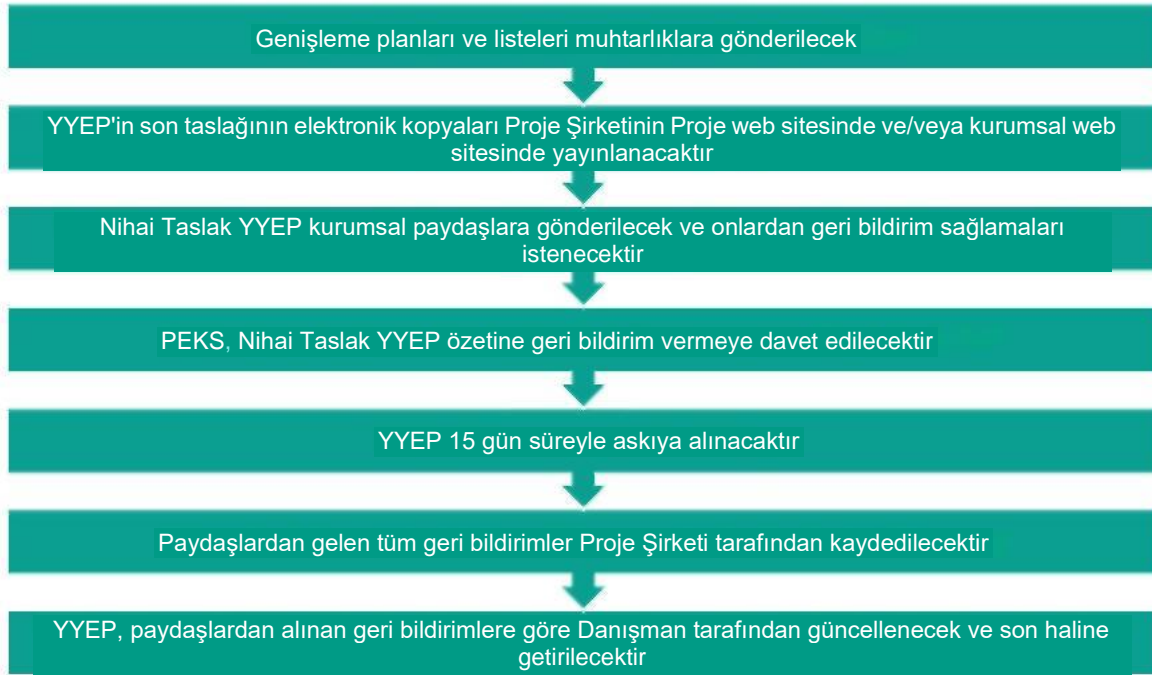 Genişleme planları ve listeleri muhtarlıklara gönderilecek
YYEP'in son taslağının elektronik kopyaları Proje Şirketinin Proje web sitesinde ve/veya kurumsal web
sitesinde yayınlanacaktır
Nihai Taslak YYEP kurumsal paydaşlara gönderilecek ve onlardan geri bildirim sağlamaları
istenecektir
PEKS, Nihai Taslak YYEP özetine geri bildirim vermeye davet edilecektir
YYEP 15 gün süreyle askıya alınacaktır
Paydaşlardan gelen tüm geri bildirimler Proje Şirketi tarafından kaydedilecektir
YYEP, paydaşlardan alınan geri bildirimlere göre Danışman tarafından güncellenecek ve son haline
getirilecektir